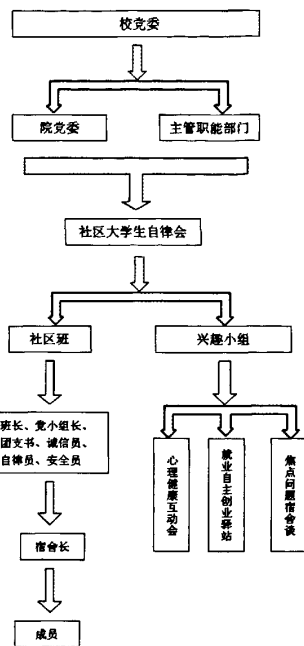 校党委
院党委
主管职能部门
社区大学生自律会
社区班
兴趣小组
班长、党小组长、
团支书、诚信员、
自律员、安全员
心理健康互动会
就业自主创业驿站
焦点问题宿舍谈
宿舍长
成员